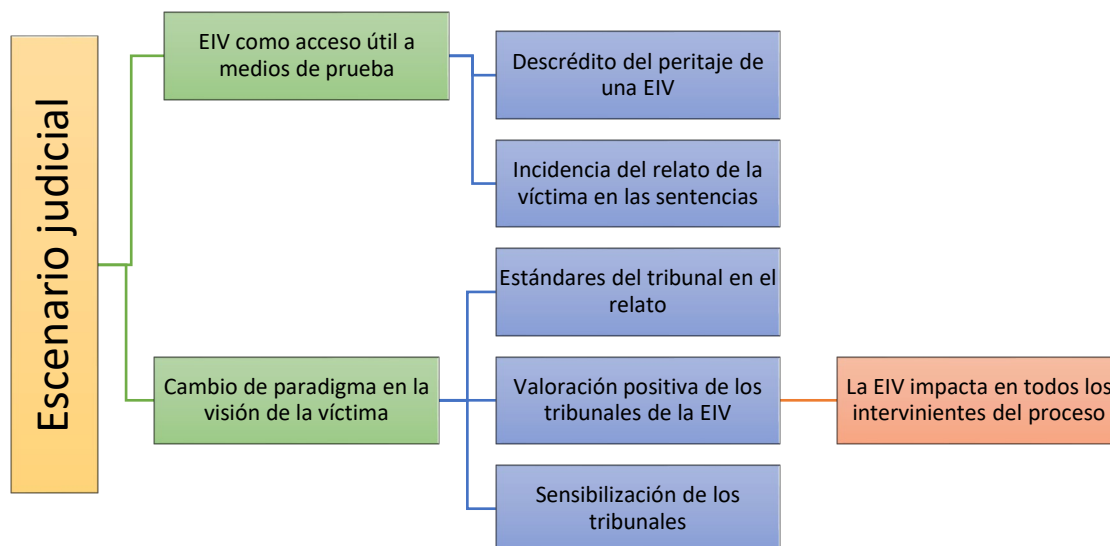 Escenario judicial
EIV como acceso útil a
medios de prueba
Descrédito del peritaje de
una EIV
Incidencia del relato de la
víctima en las sentencias
Cambio de paradigma en la
visión de la víctima
Estándares del tribunal en el
relato
Valoración positiva de los
tribunales de la EIV
La EIV impacta en todos los
intervinientes del proceso
Sensibilización de los
tribunales